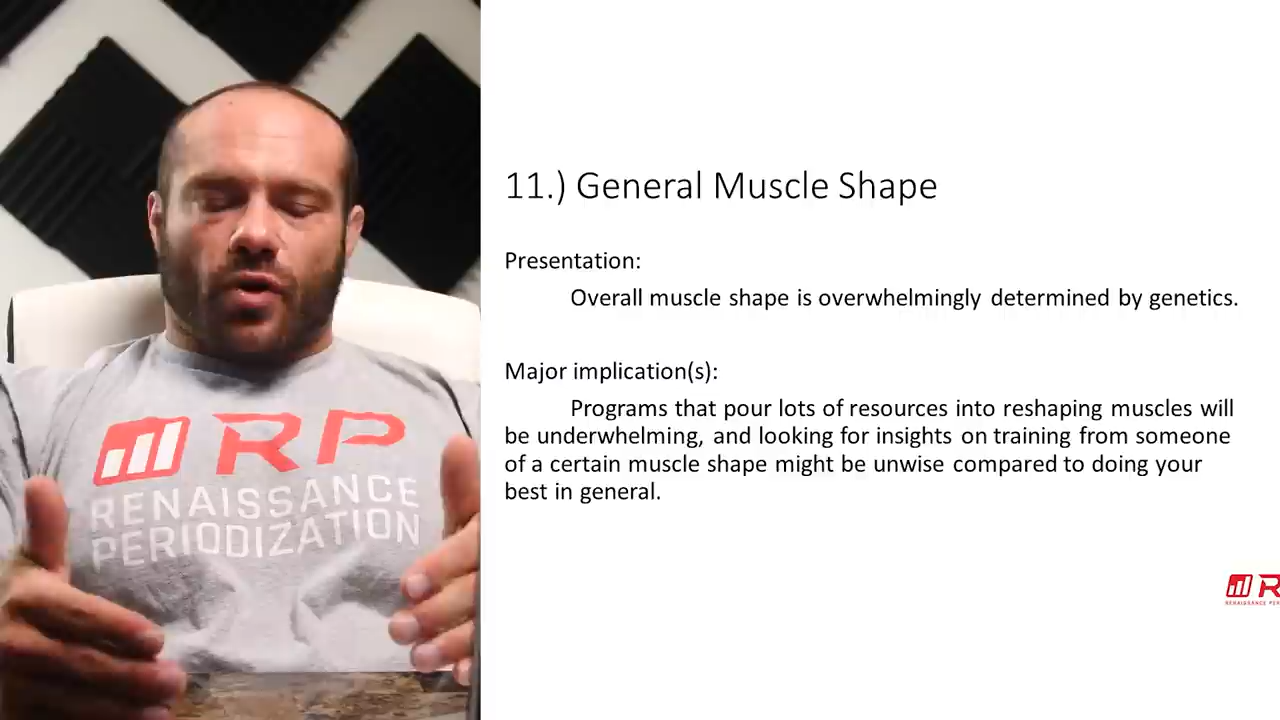 RP
RENAISSANCE
PERIODIZATION
11.) General Muscle Shape
Presentation:
Overall muscle shape is overwhelmingly determined by genetics.
Major implication(s):
Programs that pour lots of resources into reshaping muscles will
be underwhelming, and looking for insights on training from someone
of a certain muscle shape might be unwise compared to doing your
best in general.
R
RENAISSANCE PER